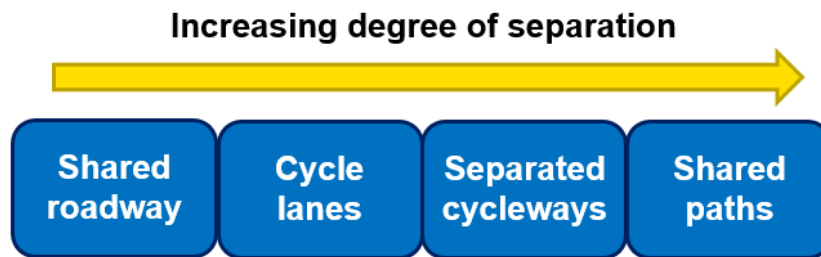 Increasing degree of separation
Shared
roadway
Cycle
lanes
Separated
cycleways
Shared
paths